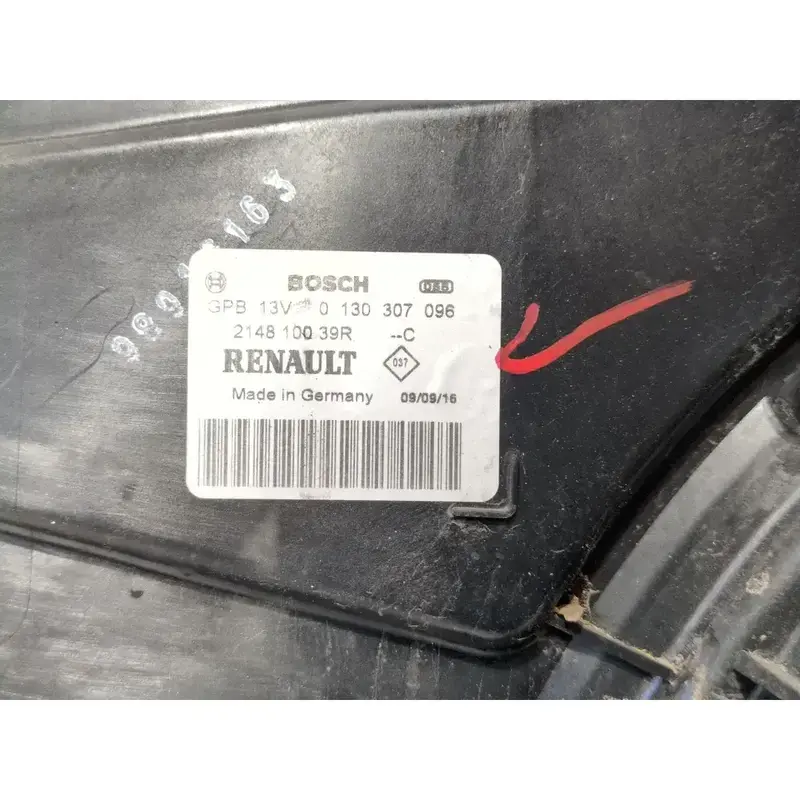 BOSCH
GPB 13V 0 130 307 096
2148 100 39R --C
RENAULT 037
Made in Germany 09/09/16